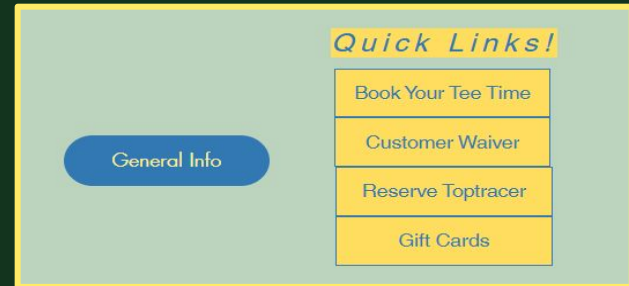 Quick Links!
Book Your Tee Time
Customer Waiver
General Info
Reserve Toptracer
Gift Cards